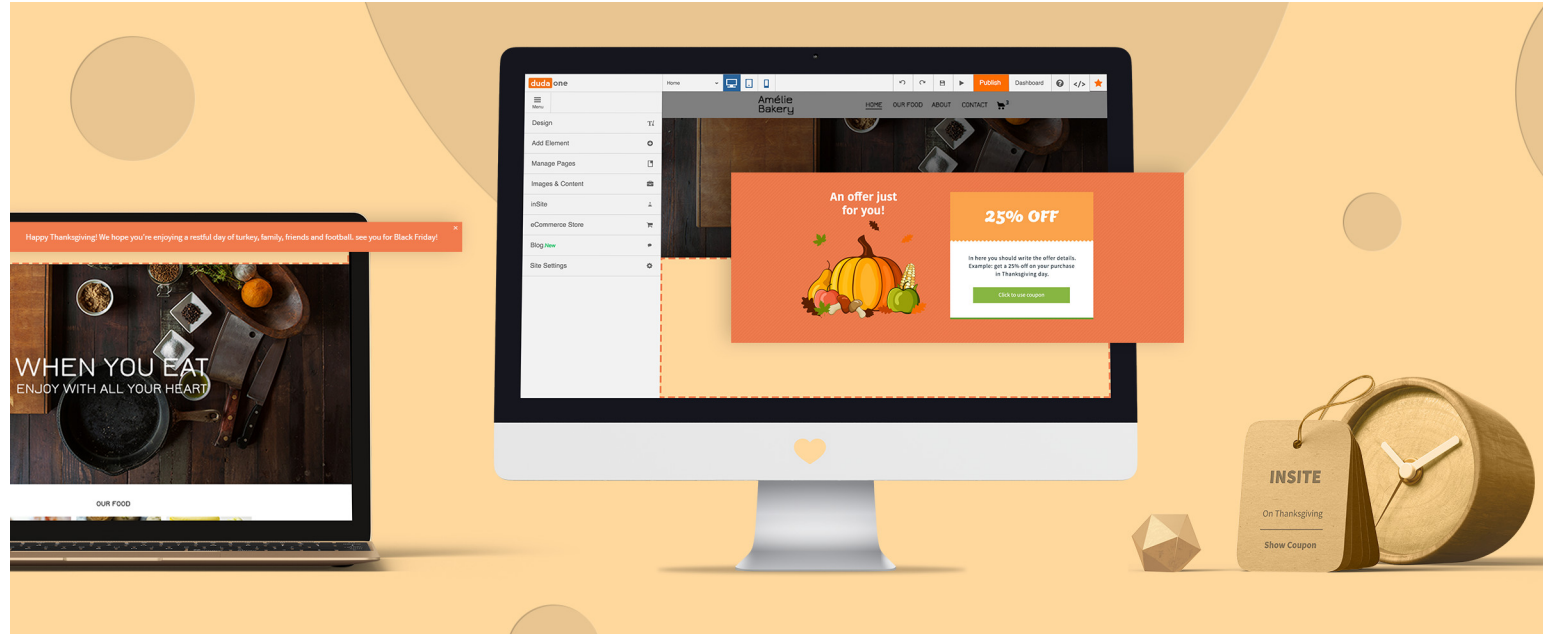 Happy Thanksgiving! We hope you're enjoying a restful day of turkey, family, friends and football. see you for Black Friday!
×
WHEN YOU EAT
ENJOY WITH ALL YOUR HEART
OUR FOOD
duda one
Home
Publish
Dashboard
</>
Menu
Design
Add Element
Manage Pages
Images & Content
inSite
eCommerce Store
Blog New
Site Settings
Amélie
Bakery
HOME OUR FOOD ABOUT CONTACT
An offer just
for you!
25% OFF
In here you should write the offer details.
Example: get a 25% off on your purchase
in Thanksgiving day.
Click to use coupon
INSITE
On Thanksgiving
Show Coupon